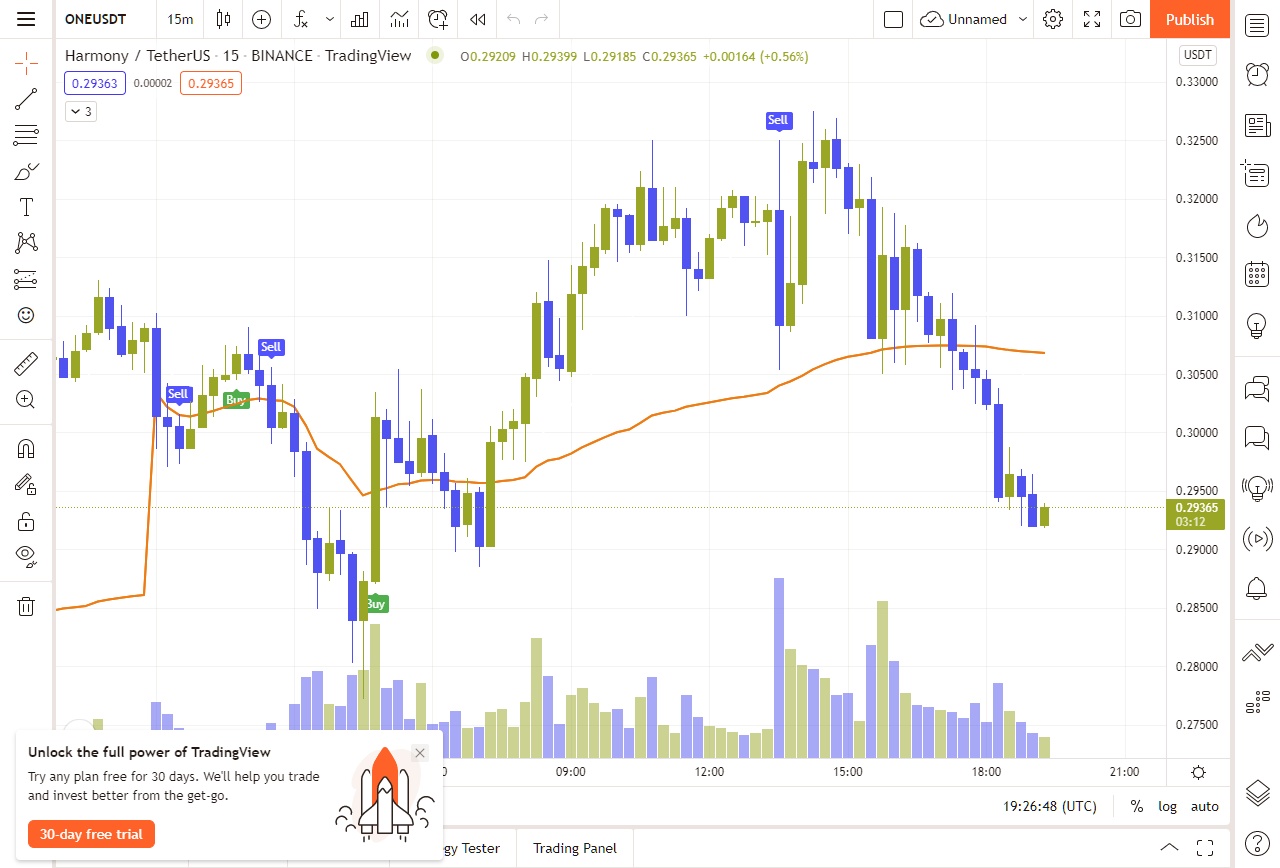 ONEUSDT 15m Unnamed Publish
Harmony / TetherUS · 15 · BINANCE · TradingView O0.29209 H0.29399 L0.29185 C0.29365 +0.00164 (+0.56%)
USDT
0.29363 0.00002 0.29365
3
0.33000
Sell
0.32500
0.32000
0.31500
0.31000
Sell
0.30500
Sell
Buy
0.30000
0.29500
0.29365
03:12
0.29000
Buy
0.28500
0.28000
0.27500
09:00 12:00 15:00 18:00 21:00
19:26:48 (UTC) % log auto
Unlock the full power of TradingView
Try any plan free for 30 days. We'll help you trade
and invest better from the get-go.
30-day free trial
gy Tester Trading Panel